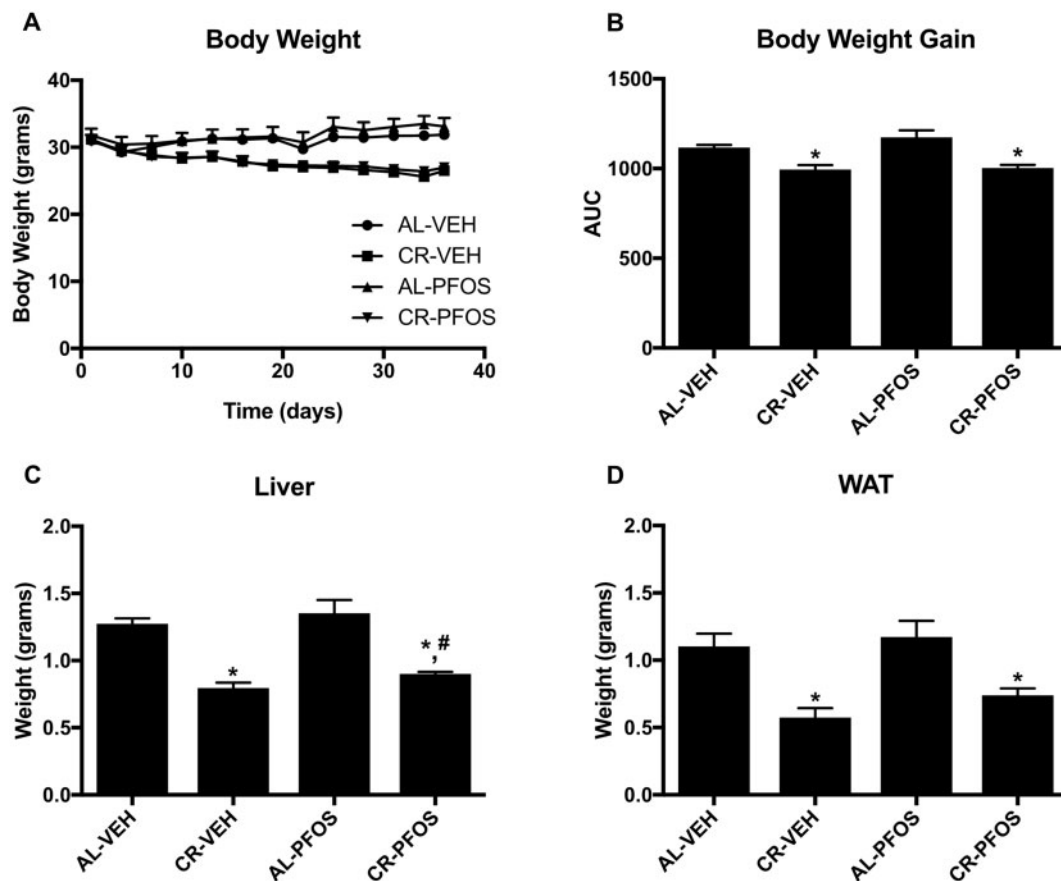 A
Body Weight
Body Weight (grams)
40
30
20
10
0
0 10 20 30 40
Time (days)
AL-VEH
CR-VEH
AL-PFOS
CR-PFOS
B
Body Weight Gain
AUC
1500
1000
500
0
*
*
AL-VEH
CR-VEH
AL-PFOS
CR-PFOS
C
Liver
Weight (grams)
2.0
1.5
1.0
0.5
0.0
*
*,#
AL-VEH
CR-VEH
AL-PFOS
CR-PFOS
D
WAT
Weight (grams)
2.0
1.5
1.0
0.5
0.0
*
*
AL-VEH
CR-VEH
AL-PFOS
CR-PFOS